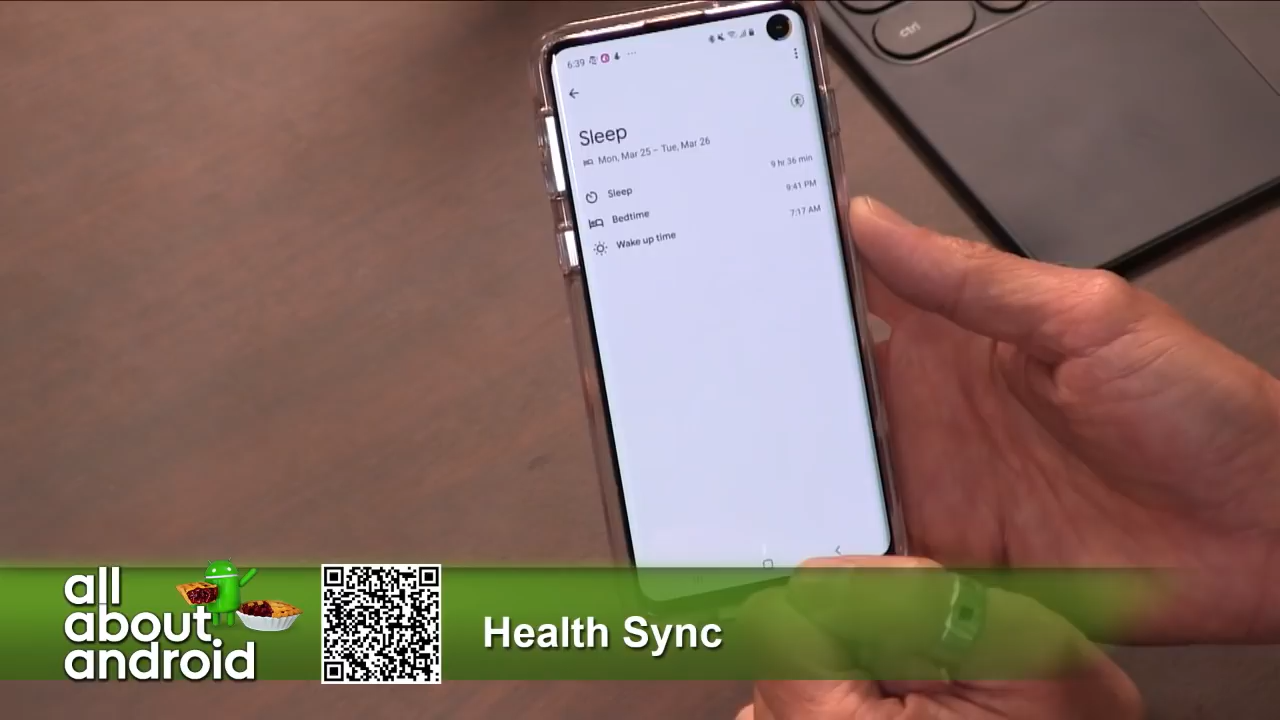 ctrl
6:39
Sleep
Mon, Mar 25 – Tue, Mar 26
Sleep 9 hr 36 min
Bedtime 9:41 PM
Wake up time 7:17 AM
all
about
android
Health Sync